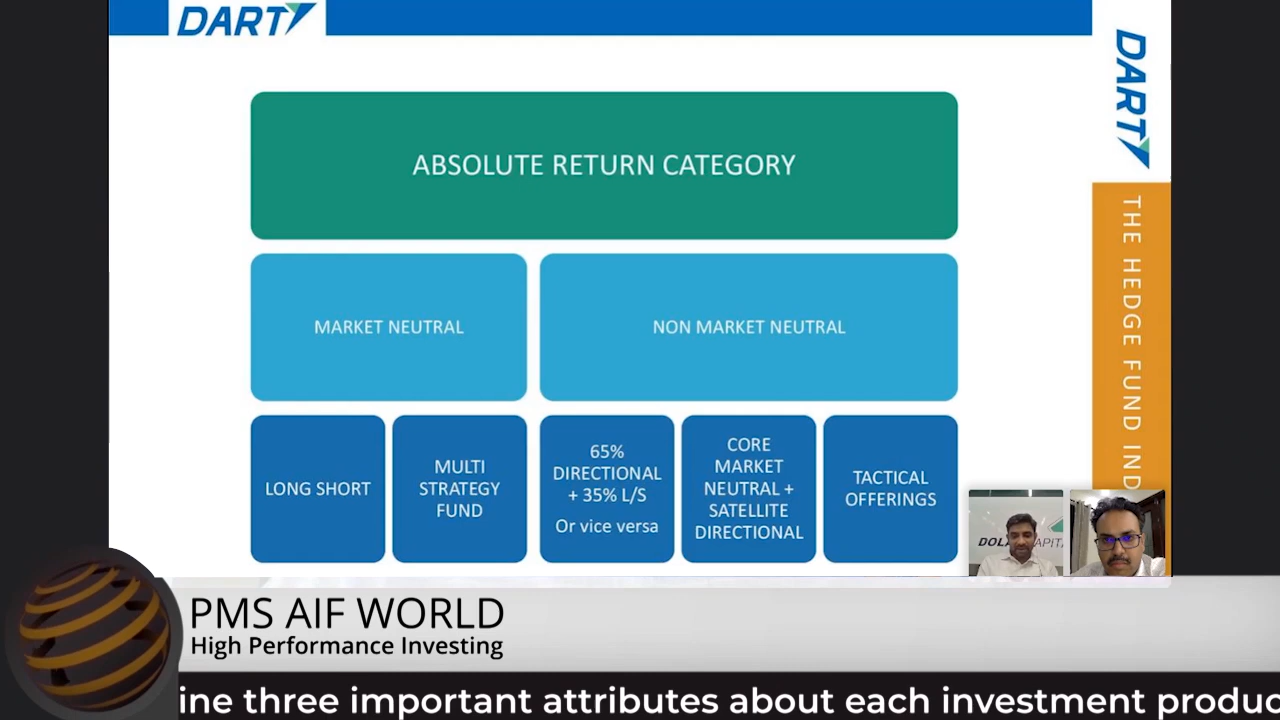 DART
DART
THE HEDGE FUND IND
ABSOLUTE RETURN CATEGORY
MARKET NEUTRAL
NON MARKET NEUTRAL
LONG SHORT
MULTI
STRATEGY
FUND
65%
DIRECTIONAL
+ 35% L/S
Or vice versa
CORE
MARKET
NEUTRAL +
SATELLITE
DIRECTIONAL
TACTICAL
OFFERINGS
PMS AIF WORLD
High Performance Investing
ine three important attributes about each investment produc